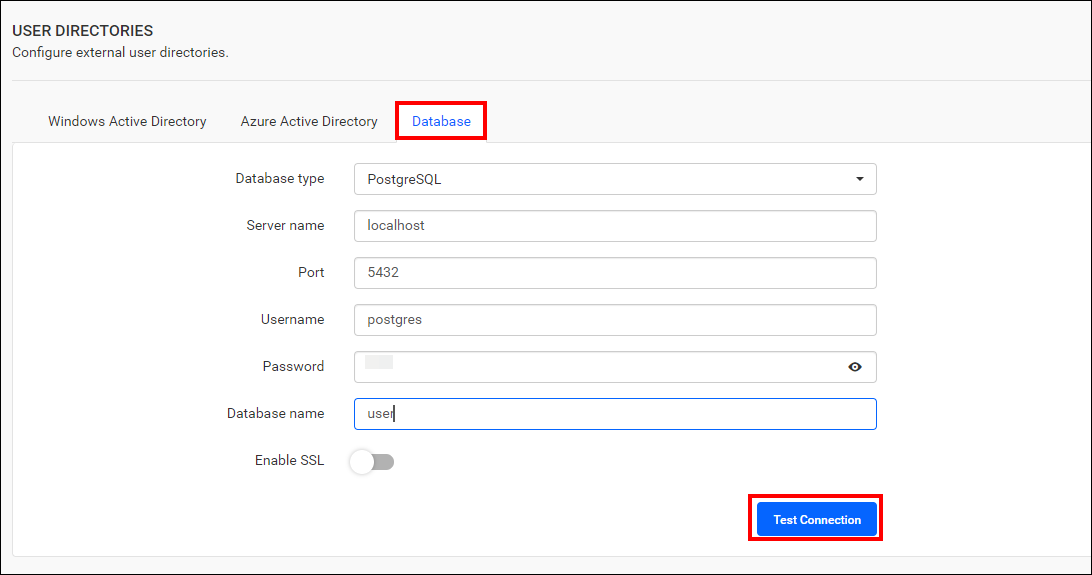 USER DIRECTORIES
Configure external user directories.
Windows Active Directory Azure Active Directory Database
Database type PostgreSQL
Server name localhost
Port 5432
Username postgres
Password
Database name user
Enable SSL
Test Connection